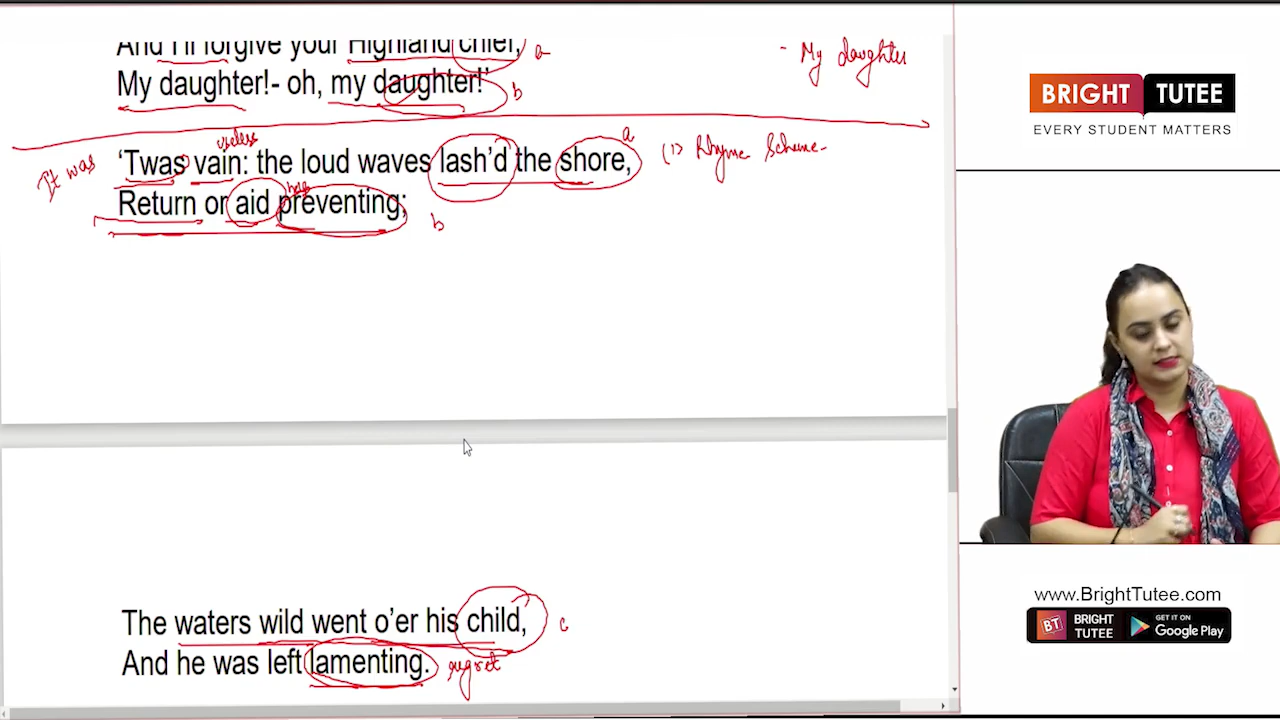 And I'll forgive your Highland chief, a
My daughter!- oh, my daughter!' b
- My daughter
useless
It was 'Twas vain: the loud waves lash'd the shore, a
(1) Rhyme Scheme-
help
Return or aid preventing; b
The waters wild went o'er his child, c
And he was left lamenting. regret
BRIGHT TUTEE
EVERY STUDENT MATTERS
www.BrightTutee.com
BT BRIGHT TUTEE
GET IT ON Google Play